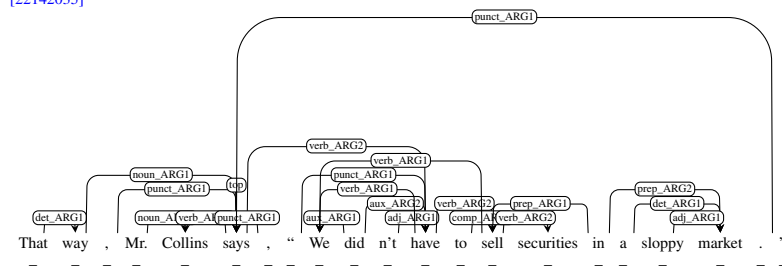 punct_ARG1
verb_ARG2
verb_ARG1
noun_ARG1 punct_ARG1 prep_ARG2
punct_ARG1 top verb_ARG1
aux_ARG2 verb_ARG2 prep_ARG1 det_ARG1
det_ARG1 punct_ARG1 aux_ARG1 adj_ARG1 verb_ARG2 adj_ARG1
That way , Mr. Collins says , “ We did n’t have to sell securities in a sloppy market .